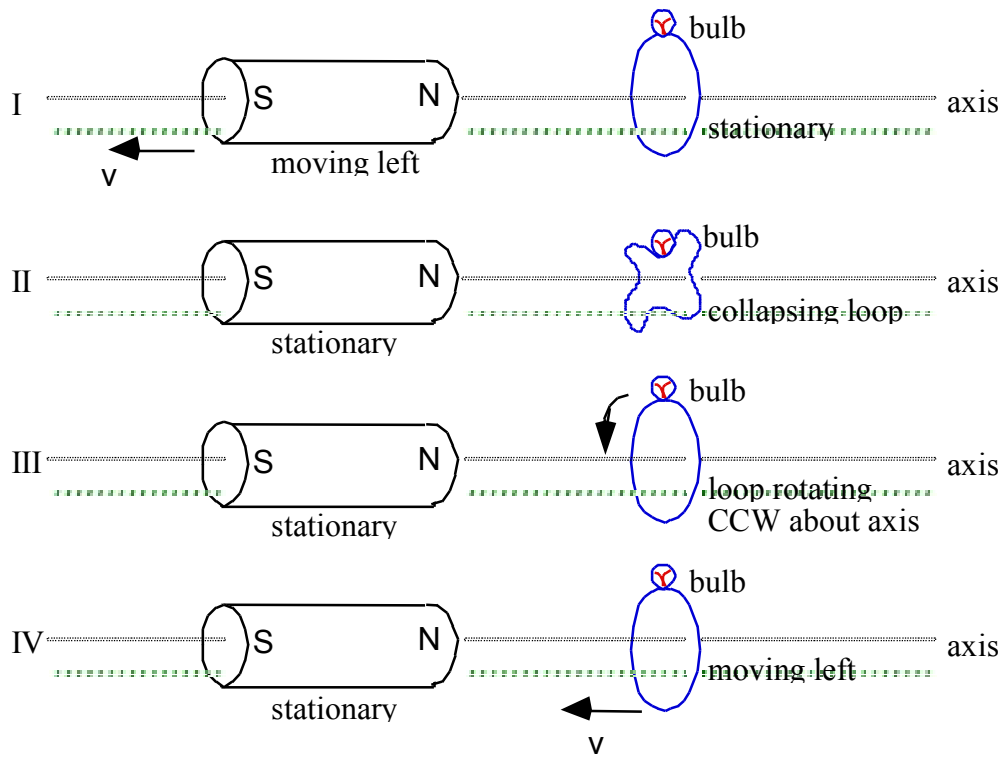 bulb
I
S
N
axis
stationary
v
moving left
bulb
II
S
N
axis
collapsing loop
stationary
bulb
III
S
N
axis
loop rotating
CCW about axis
stationary
bulb
IV
S
N
axis
moving left
stationary
v